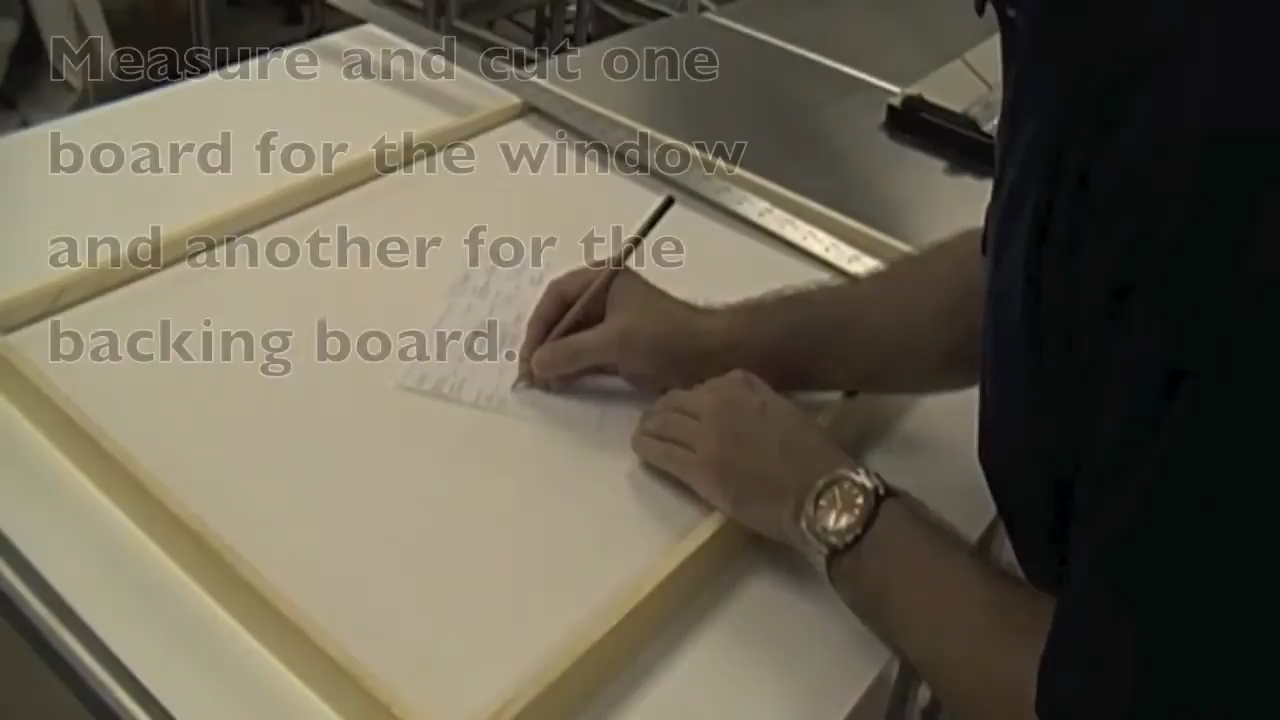 Measure and cut one
board for the window
and another for the
backing board.